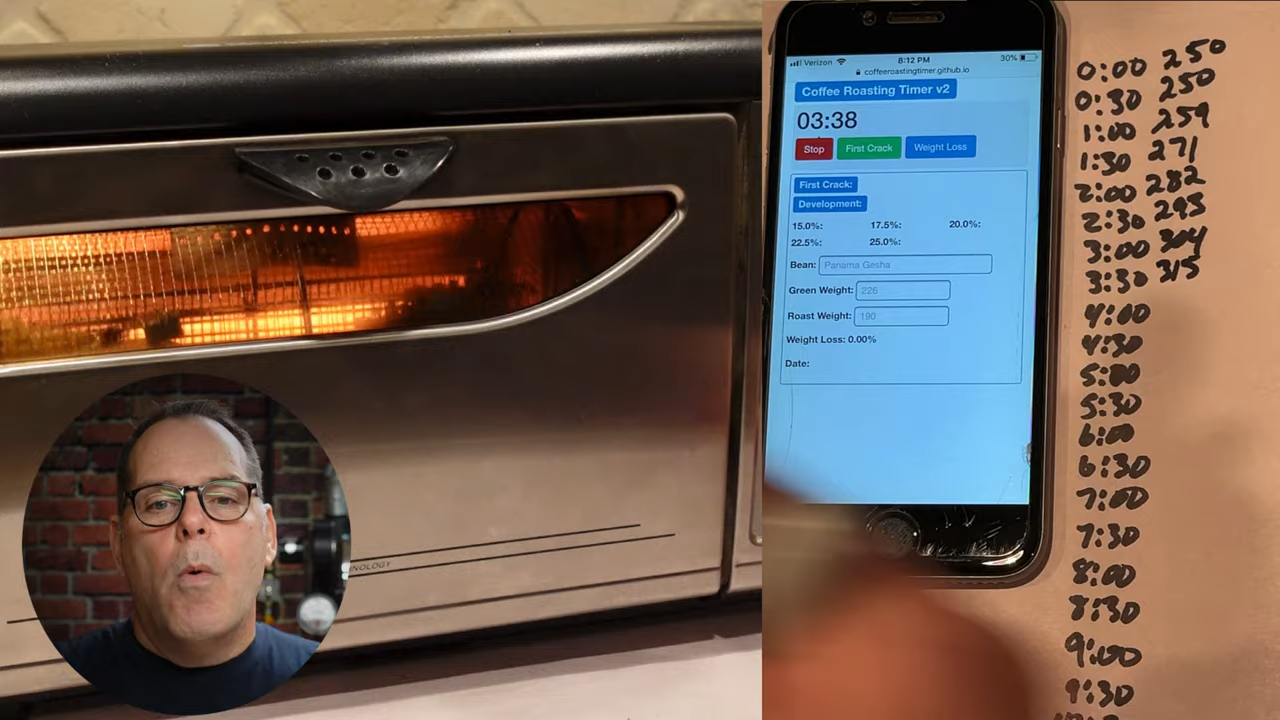 NOLOGY
Verizon 8:12 PM 30%
coffeeroastingtimer.github.io
Coffee Roasting Timer v2
03:38
Stop First Crack Weight Loss
First Crack:
Development:
15.0%: 17.5%: 20.0%:
22.5%: 25.0%:
Bean: Panama Gesha
Green Weight: 226
Roast Weight: 190
Weight Loss: 0.00%
Date:
0:00 250
0:30 250
1:00 259
1:30 271
2:00 282
2:30 293
3:00 304
3:30 315
4:00
4:30
5:00
5:30
6:00
6:30
7:00
7:30
8:00
8:30
9:00
9:30